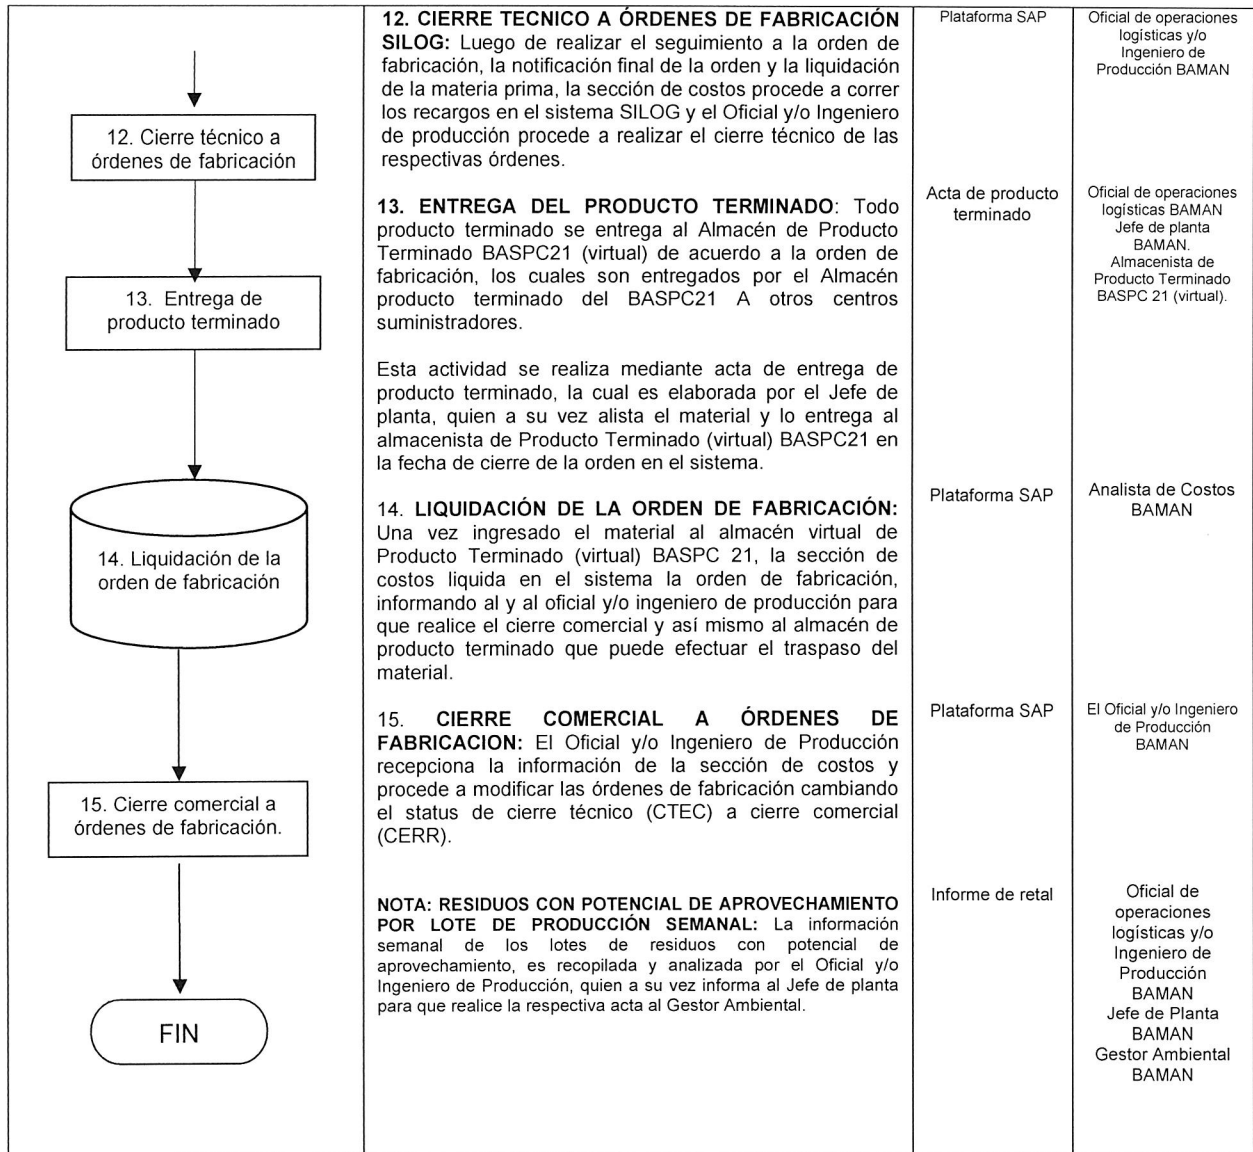 12. Cierre técnico a
órdenes de fabricación
13. Entrega de
producto terminado
14. Liquidación de la
orden de fabricación
15. Cierre comercial a
órdenes de fabricación.
FIN
12. CIERRE TECNICO A ÓRDENES DE FABRICACIÓN
SILOG: Luego de realizar el seguimiento a la orden de
fabricación, la notificación final de la orden y la liquidación
de la materia prima, la sección de costos procede a correr
los recargos en el sistema SILOG y el Oficial y/o Ingeniero
de producción procede a realizar el cierre técnico de las
respectivas órdenes.
Plataforma SAP
Oficial de operaciones
logísticas y/o
Ingeniero de
Producción BAMAN
13. ENTREGA DEL PRODUCTO TERMINADO: Todo
producto terminado se entrega al Almacén de Producto
Terminado BASPC21 (virtual) de acuerdo a la orden de
fabricación, los cuales son entregados por el Almacén
producto terminado del BASPC21 A otros centros
suministradores.
Esta actividad se realiza mediante acta de entrega de
producto terminado, la cual es elaborada por el Jefe de
planta, quien a su vez alista el material y lo entrega al
almacenista de Producto Terminado (virtual) BASPC21 en
la fecha de cierre de la orden en el sistema.
Acta de producto
terminado
Oficial de operaciones
logísticas BAMAN
Jefe de planta
BAMAN.
Almacenista de
Producto Terminado
BASPC 21 (virtual).
14. LIQUIDACIÓN DE LA ORDEN DE FABRICACIÓN:
Una vez ingresado el material al almacén virtual de
Producto Terminado (virtual) BASPC 21, la sección de
costos liquida en el sistema la orden de fabricación,
informando al y al oficial y/o ingeniero de producción para
que realice el cierre comercial y así mismo al almacén de
producto terminado que puede efectuar el traspaso del
material.
Plataforma SAP
Analista de Costos
BAMAN
15. CIERRE COMERCIAL A ÓRDENES DE
FABRICACION: El Oficial y/o Ingeniero de Producción
recepciona la información de la sección de costos y
procede a modificar las órdenes de fabricación cambiando
el status de cierre técnico (CTEC) a cierre comercial
(CERR).
Plataforma SAP
El Oficial y/o Ingeniero
de Producción
BAMAN
NOTA: RESIDUOS CON POTENCIAL DE APROVECHAMIENTO
POR LOTE DE PRODUCCIÓN SEMANAL: La información
semanal de los lotes de residuos con potencial de
aprovechamiento, es recopilada y analizada por el Oficial y/o
Ingeniero de Producción, quien a su vez informa al Jefe de planta
para que realice la respectiva acta al Gestor Ambiental.
Informe de retal
Oficial de
operaciones
logísticas y/o
Ingeniero de
Producción
BAMAN
Jefe de Planta
BAMAN
Gestor Ambiental
BAMAN